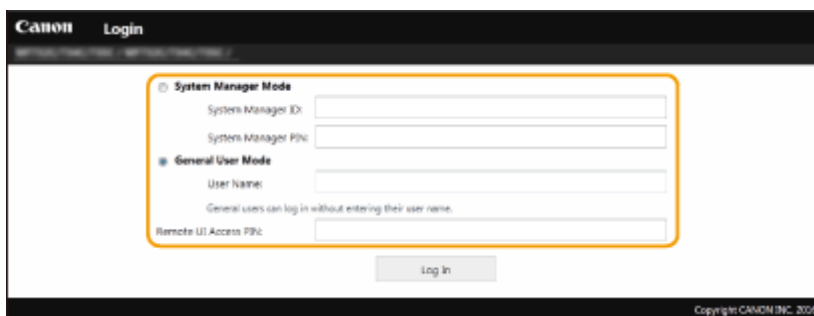 Canon Login
System Manager Mode
System Manager ID:
System Manager PIN:
General User Mode
User Name:
General users can log in without entering their user name.
Remote UI Access PIN:
Log In
Copyright CANON INC. 2016